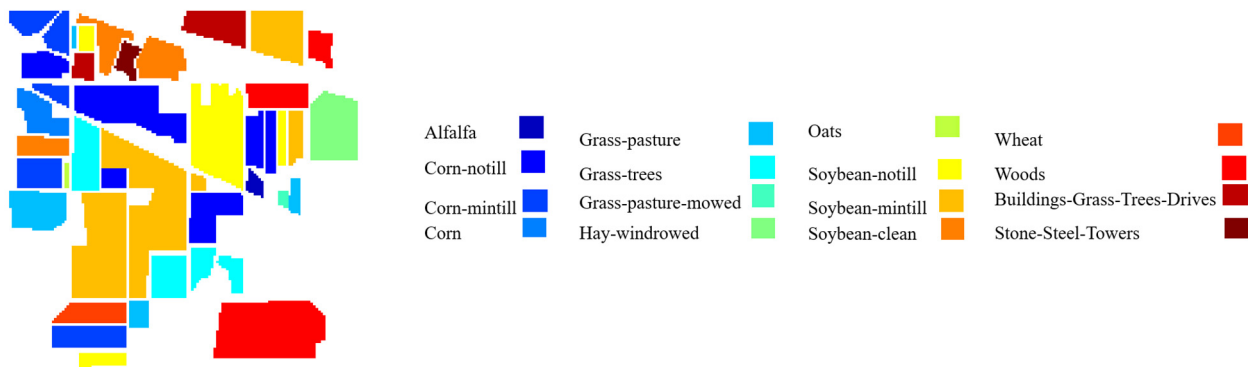 Alfalfa
Corn-notill
Corn-mintill
Corn
Grass-pasture
Grass-trees
Grass-pasture-mowed
Hay-windrowed
Oats
Soybean-notill
Soybean-mintill
Soybean-clean
Wheat
Woods
Buildings-Grass-Trees-Drives
Stone-Steel-Towers